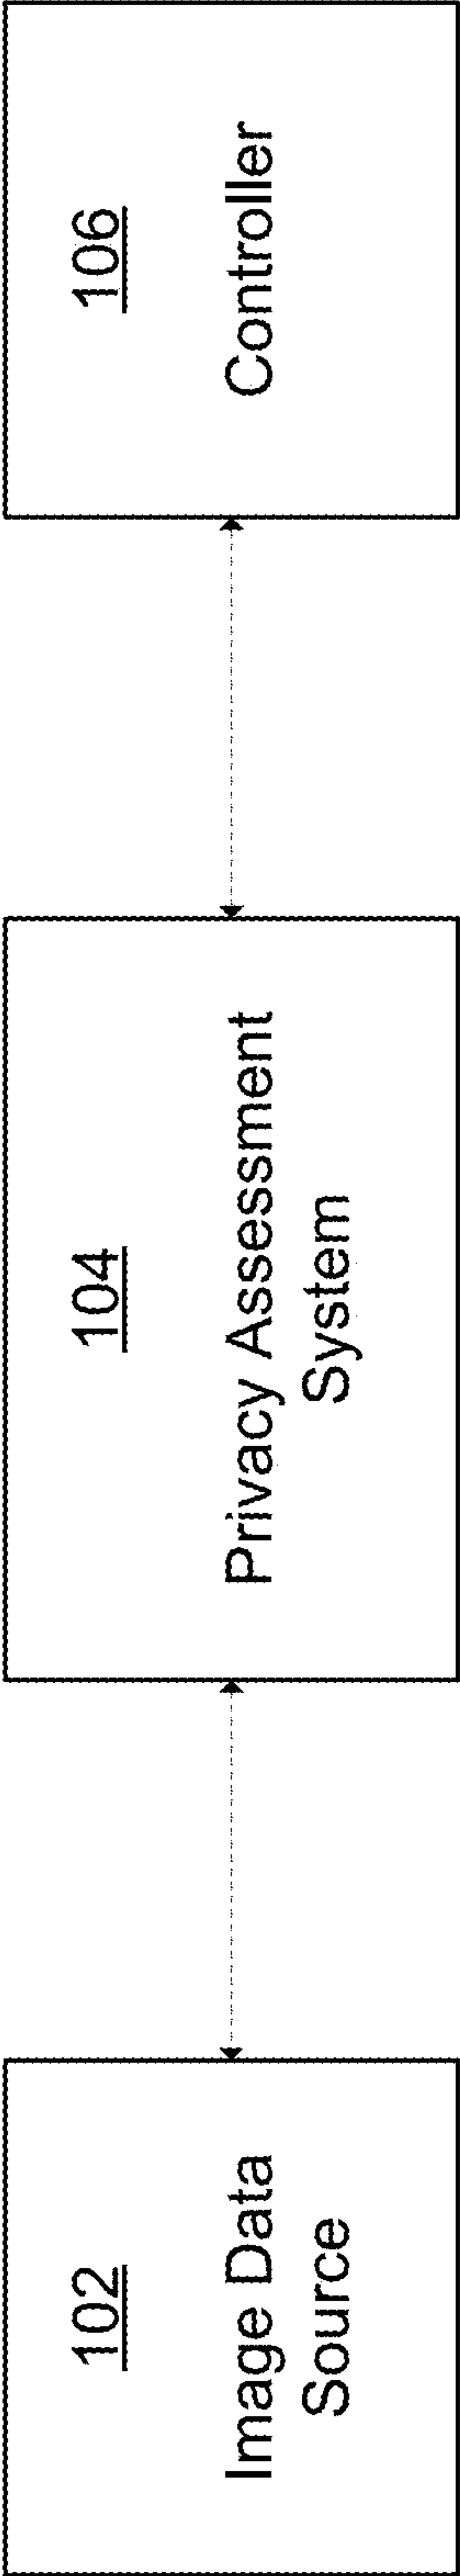 102
Image Data
Source
104
Privacy Assessment
System
106
Controller